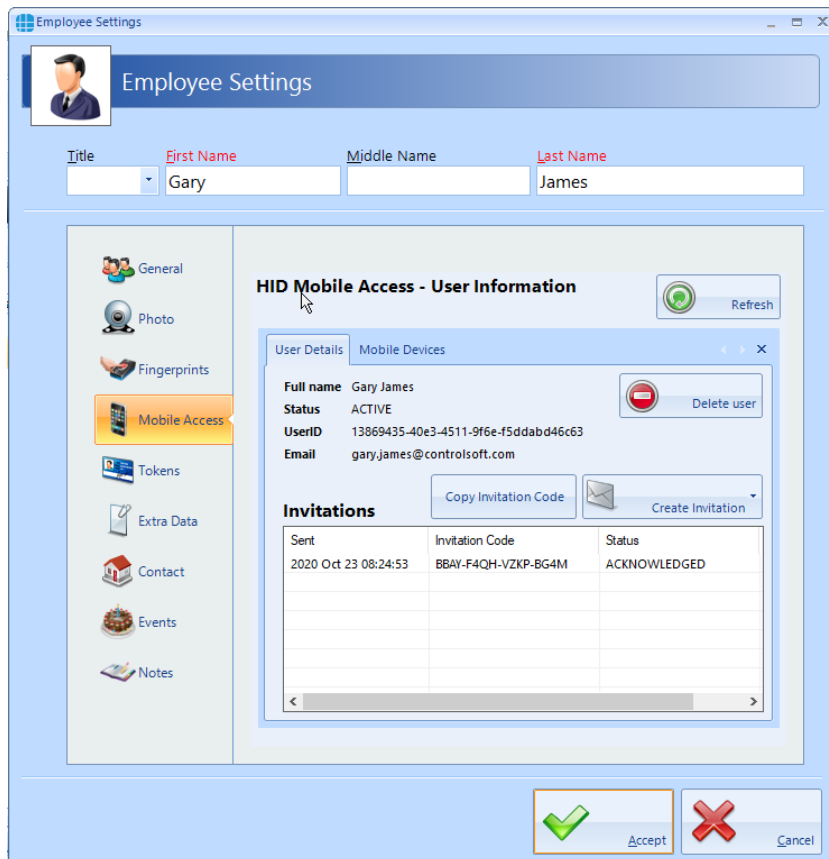 Employee Settings
Employee Settings
Title First Name Middle Name Last Name
Gary James
General
Photo
Fingerprints
Mobile Access
Tokens
Extra Data
Contact
Events
Notes
HID Mobile Access - User Information
Refresh
User Details Mobile Devices
Full name Gary James
Status ACTIVE
UserID 13869435-40e3-4511-9f6e-f5ddabd46c63
Email gary.james@controlsoft.com
Delete user
Invitations
Copy Invitation Code
Create Invitation
Sent Invitation Code Status
2020 Oct 23 08:24:53 BBAY-F4QH-VZKP-BG4M ACKNOWLEDGED
Accept
Cancel